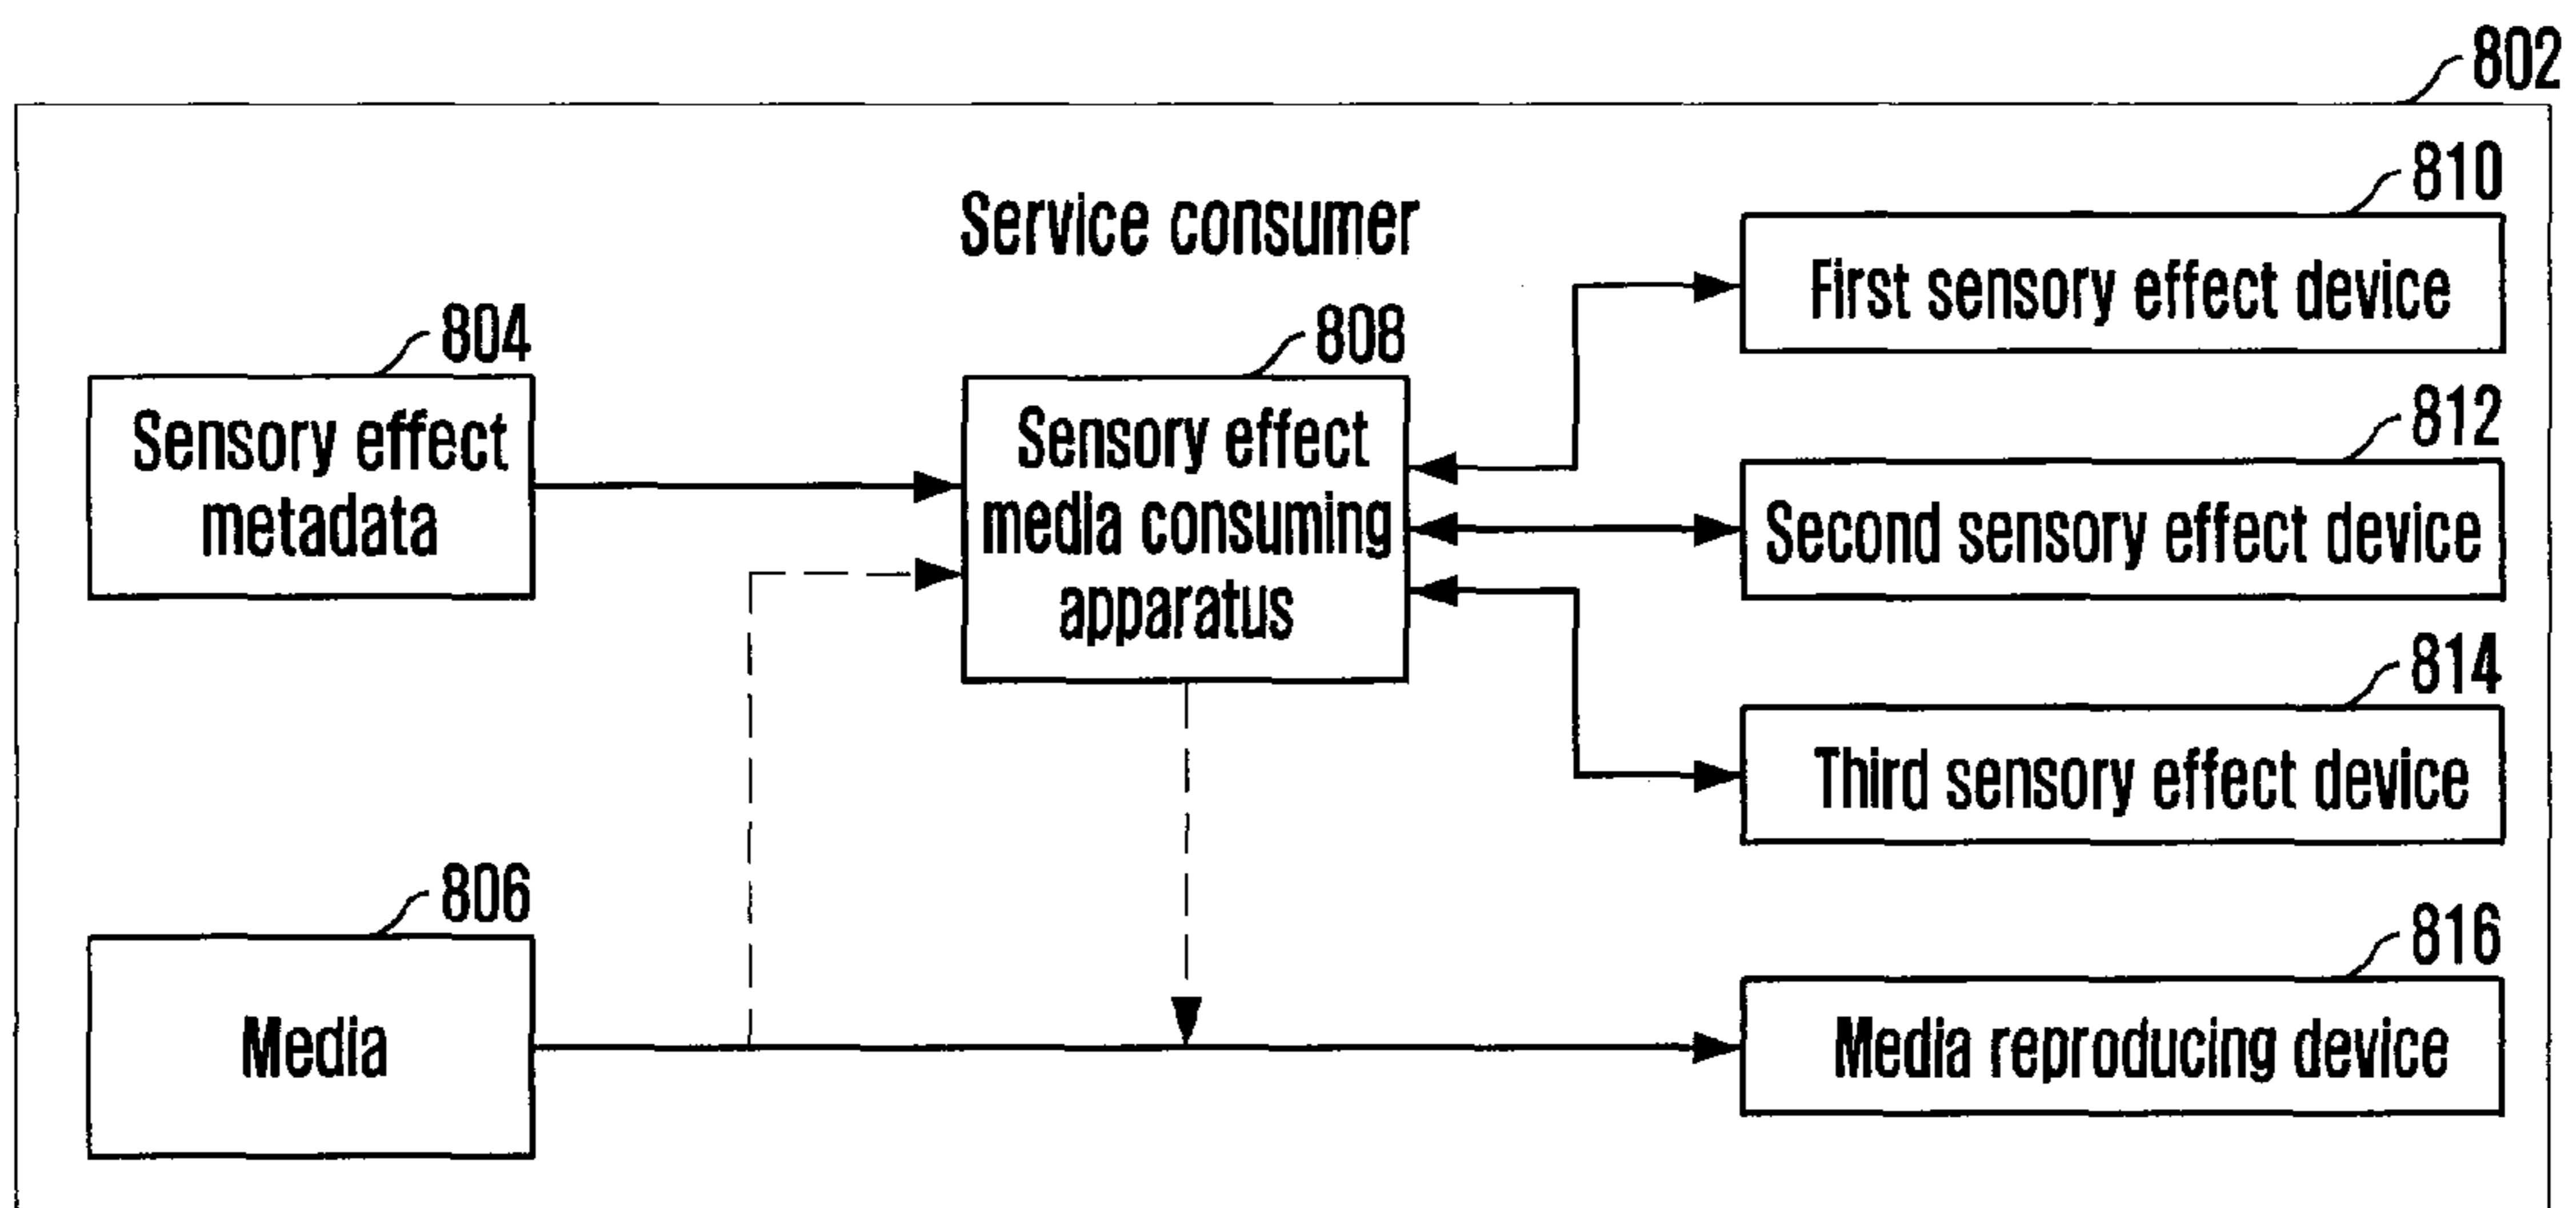 802
810
Service consumer
First sensory effect device
804
808
812
Sensory effect
metadata
Sensory effect
media consuming
apparatus
Second sensory effect device
814
Third sensory effect device
806
816
Media
Media reproducing device